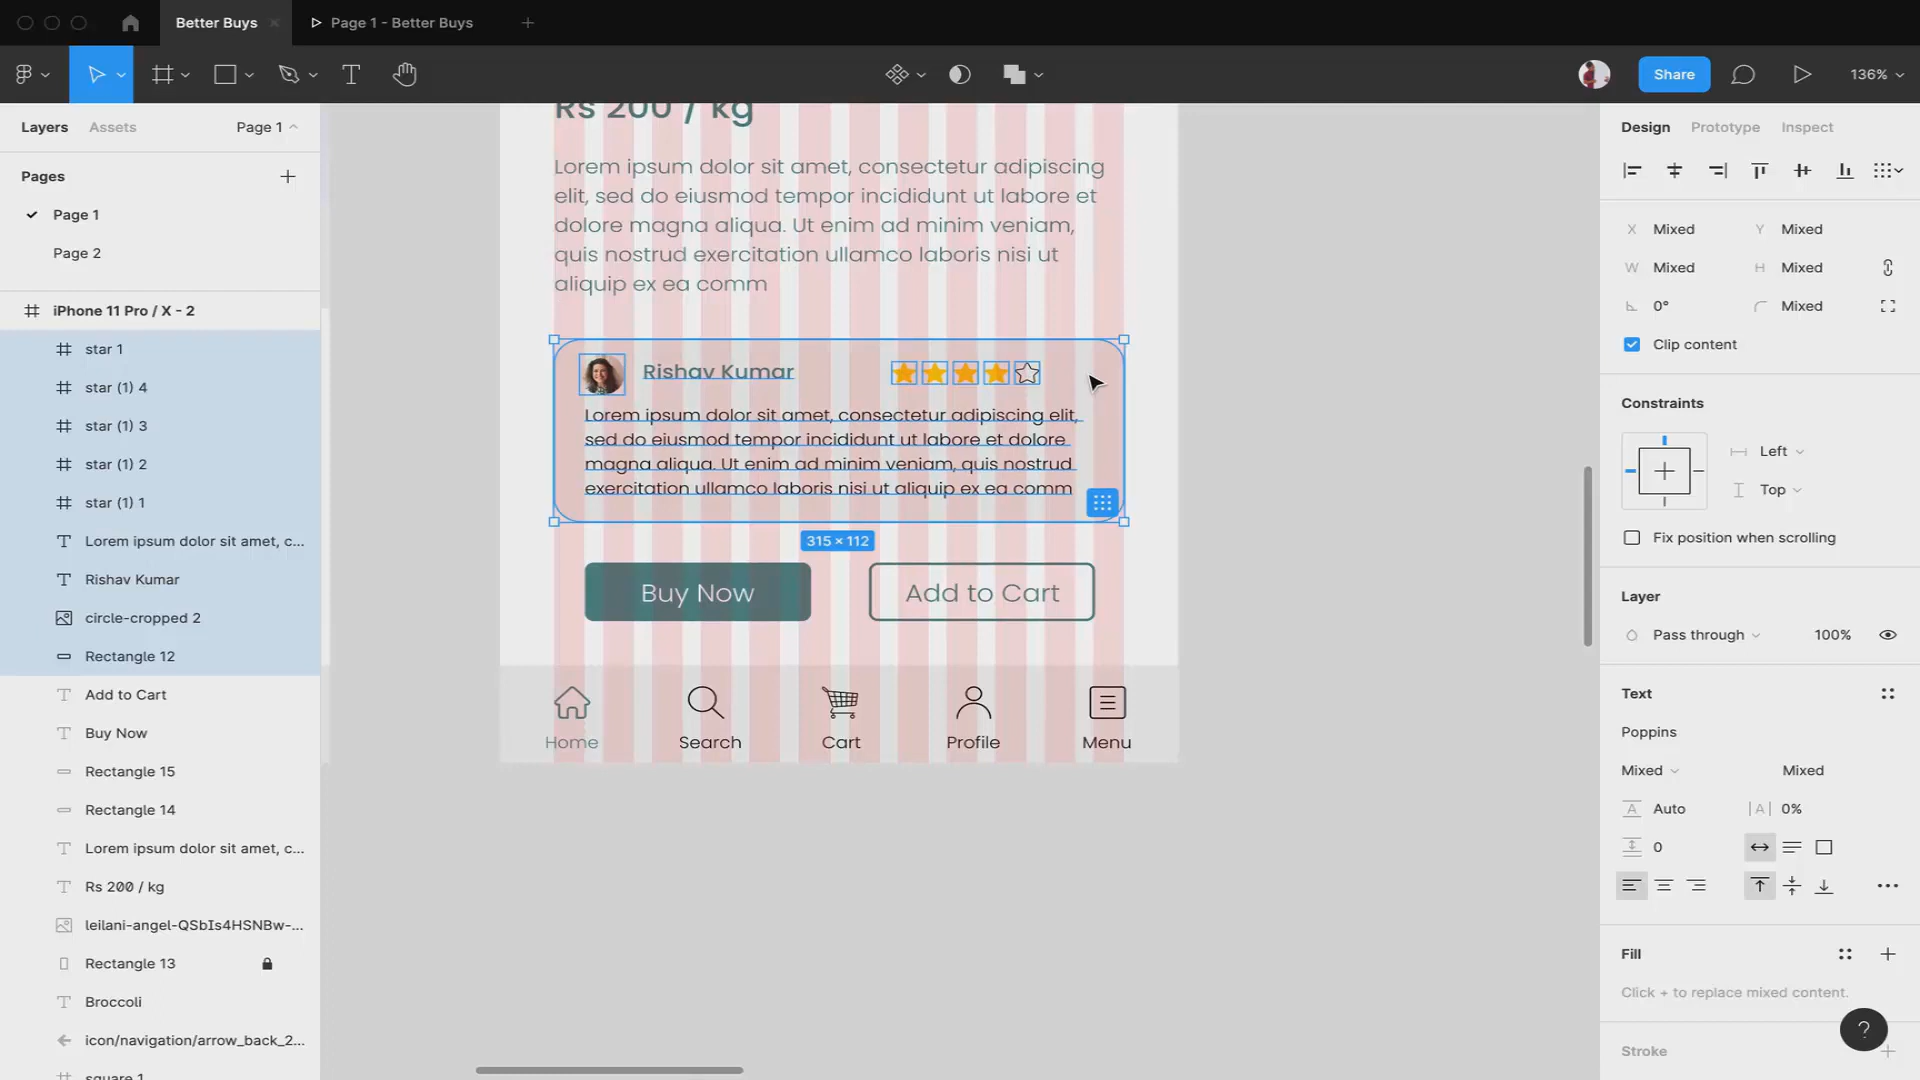 Better Buys
Page 1 - Better Buys
Share
136%
Layers
Assets
Page 1
Pages
Page 1
Page 2
iPhone 11 Pro / X - 2
star 1
star (1) 4
star (1) 3
star (1) 2
star (1) 1
Lorem ipsum dolor sit amet, c...
Rishav Kumar
circle-cropped 2
Rectangle 12
Add to Cart
Buy Now
Rectangle 15
Rectangle 14
Lorem ipsum dolor sit amet, c...
Rs 200 / kg
leilani-angel-QSbIs4HSNBw-...
Rectangle 13
Broccoli
icon/navigation/arrow_back_2...
square 1
Rs 200 / kg
Lorem ipsum dolor sit amet, consectetur adipiscing
elit, sed do eiusmod tempor incididunt ut labore et
dolore magna aliqua. Ut enim ad minim veniam,
quis nostrud exercitation ullamco laboris nisi ut
aliquip ex ea comm
Rishav Kumar
Lorem ipsum dolor sit amet, consectetur adipiscing elit,
sed do eiusmod tempor incididunt ut labore et dolore
magna aliqua. Ut enim ad minim veniam, quis nostrud
exercitation ullamco laboris nisi ut aliquip ex ea comm
315 × 112
Buy Now
Add to Cart
Home
Search
Cart
Profile
Menu
Design
Prototype
Inspect
X Mixed
Y Mixed
W Mixed
H Mixed
0°
Mixed
Clip content
Constraints
Left
Top
Fix position when scrolling
Layer
Pass through
100%
Text
Poppins
Mixed
Mixed
A Auto
|A| 0%
0
Fill
Click + to replace mixed content.
?
Stroke